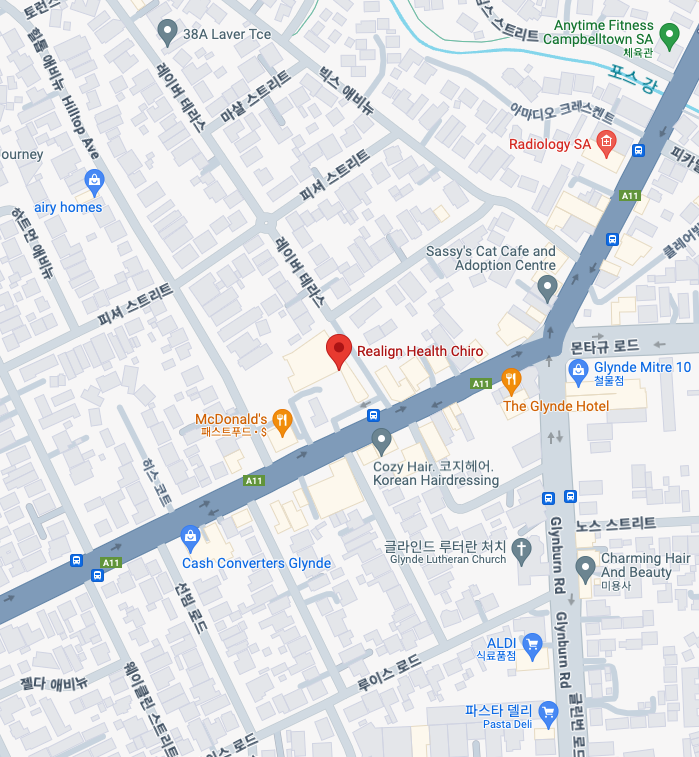 토런스
38A Laver Tce
힐톱 애비뉴 Hilltop Ave
레이버 테라스
마샬 스트리트
빅스 애비뉴
스트리트
Anytime Fitness
Campbelltown SA
체육관
포스 강
아마디오 크레스켄트
Radiology SA
피카
A11
ourney
airy homes
하트먼 애비뉴
피셔 스트리트
레이버 테라스
피셔 스트리트
Sassy's Cat Cafe and
Adoption Centre
클레어
몬타규 로드
Realign Health Chiro
Glynde Mitre 10
철물점
A11
The Glynde Hotel
McDonald's
패스트푸드・$
Cozy Hair. 코지헤어.
Korean Hairdressing
히스 코트
A11
Cash Converters Glynde
A11
글라인드 루터란 처치
Glynde Lutheran Church
노스 스트리트
Glynburn Rd
Charming Hair
And Beauty
미용사
선빔 로드
ALDI
식료품점
루이스 로드
젤다 애비뉴
웨이클린 스트리트
Glynburn Rd
글린번 로드
파스타 델리
Pasta Deli
스 로드